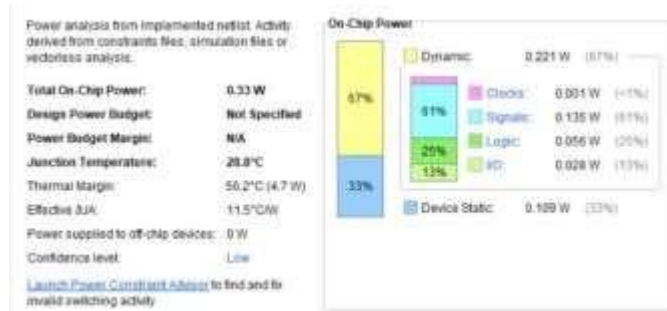 Power analysis from Implemented netlist. Activity
derived from constraints files, simulation files or
vectorless analysis.
Total On-Chip Power: 0.33 W
Design Power Budget: Not Specified
Power Budget Margin: N/A
Junction Temperature: 28.8°C
Thermal Margin: 56.2°C (4.7 W)
Effective ϑJA: 11.5°C/W
Power supplied to off-chip devices: 0 W
Confidence level: Low
Launch Power Constraint Advisor to find and fix
invalid switching activity
On-Chip Power
67%
33%
Dynamic: 0.221 W (67%)
61%
25%
13%
Clocks: 0.001 W (<1%)
Signals: 0.135 W (61%)
Logic: 0.056 W (25%)
I/O: 0.028 W (13%)
Device Static: 0.109 W (33%)